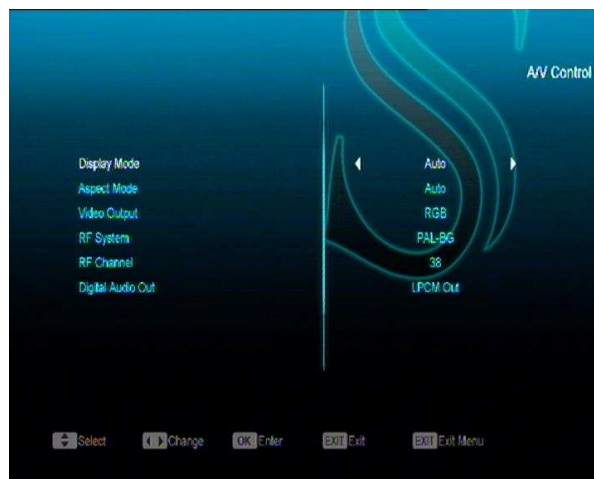 A/V Control
Display Mode Auto
Aspect Mode Auto
Video Output RGB
RF System PAL-BG
RF Channel 38
Digital Audio Out LPCM Out
Select Change OK Enter EXIT Exit EXIT Exit Menu